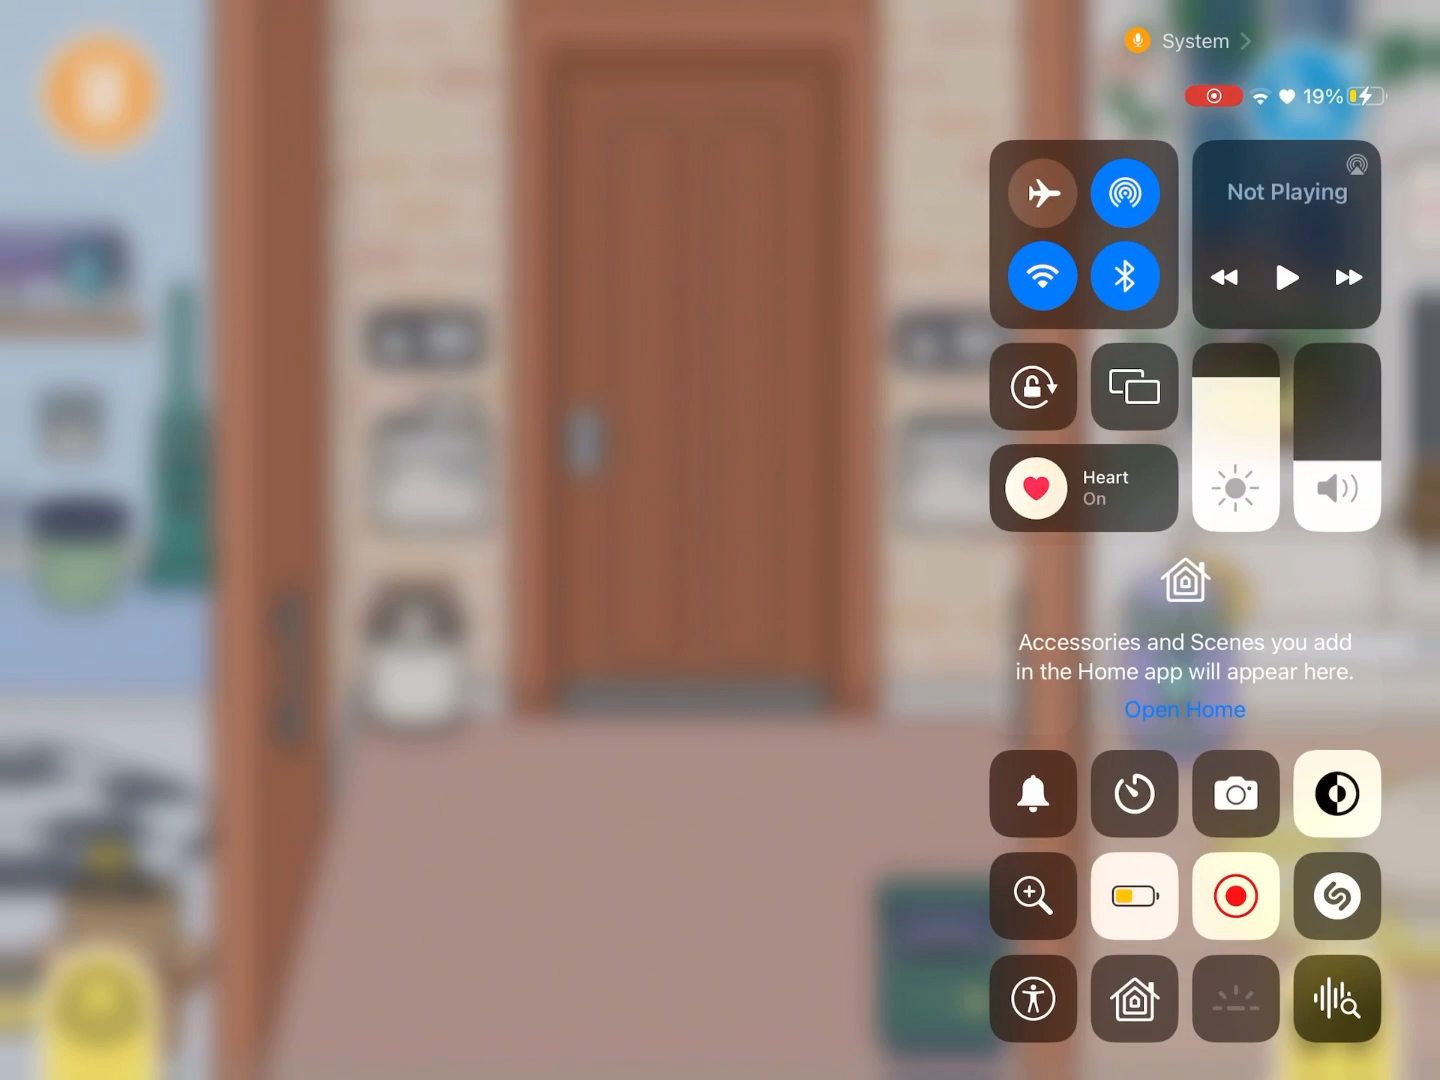 System
19%
Not Playing
Heart
On
Accessories and Scenes you add
in the Home app will appear here.
Open Home